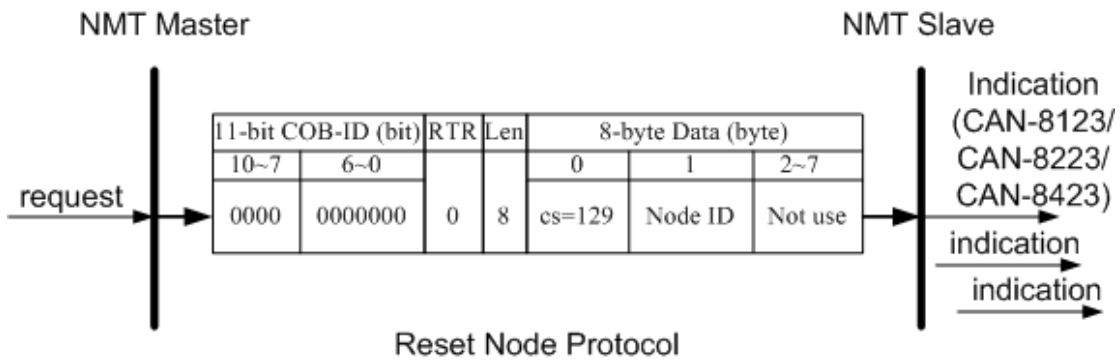 NMT Master
NMT Slave
Indication
(CAN-8123/
CAN-8223/
CAN-8423)
request
11-bit COB-ID (bit) RTR Len 8-byte Data (byte)
10~7 6~0 0 1 2~7
0000 0000000 0 8 cs=129 Node ID Not use
indication
indication
Reset Node Protocol